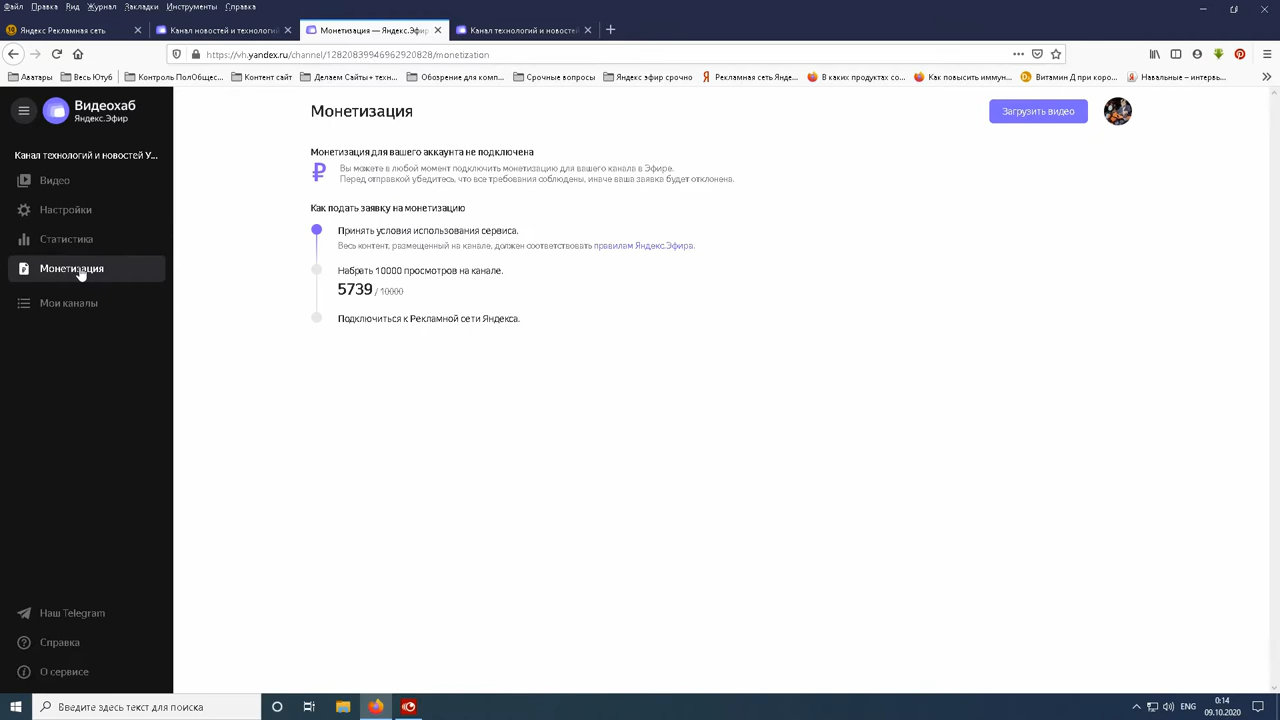 Файл Правка Вид Журнал Закладки Инструменты Справка
Яндекс Рекламная сеть
Канал новостей и технологий
Монетизация — Яндекс.Эфир
Канал технологий и новостей
https://vh.yandex.ru/channel/12820839946962920828/monetization
Аватары
Весь Ютуб
Контроль ПолОбщес...
Контент сайт
Делаем Сайты+ техн...
Обозрение для комп...
Срочные вопросы
Яндекс эфир срочно
Рекламная сеть Янде...
В каких продуктах со...
Как повысить иммун...
Витамин Д при коро...
Навальные – интерв...
Видеохаб
Яндекс.Эфир
Канал технологий и новостей У...
Видео
Настройки
Статистика
Монетизация
Мои каналы
Наш Telegram
Справка
О сервисе
Монетизация
Загрузить видео
Монетизация для вашего аккаунта не подключена
₽
Вы можете в любой момент подключить монетизацию для вашего канала в Эфире.
Перед отправкой убедитесь, что все требования соблюдены, иначе ваша заявка будет отклонена.
Как подать заявку на монетизацию
Принять условия использования сервиса.
Весь контент, размещенный на канале, должен соответствовать правилам Яндекс.Эфира.
Набрать 10000 просмотров на канале.
5739 / 10000
Подключиться к Рекламной сети Яндекса.
Введите здесь текст для поиска
ENG
0:14
09.10.2020